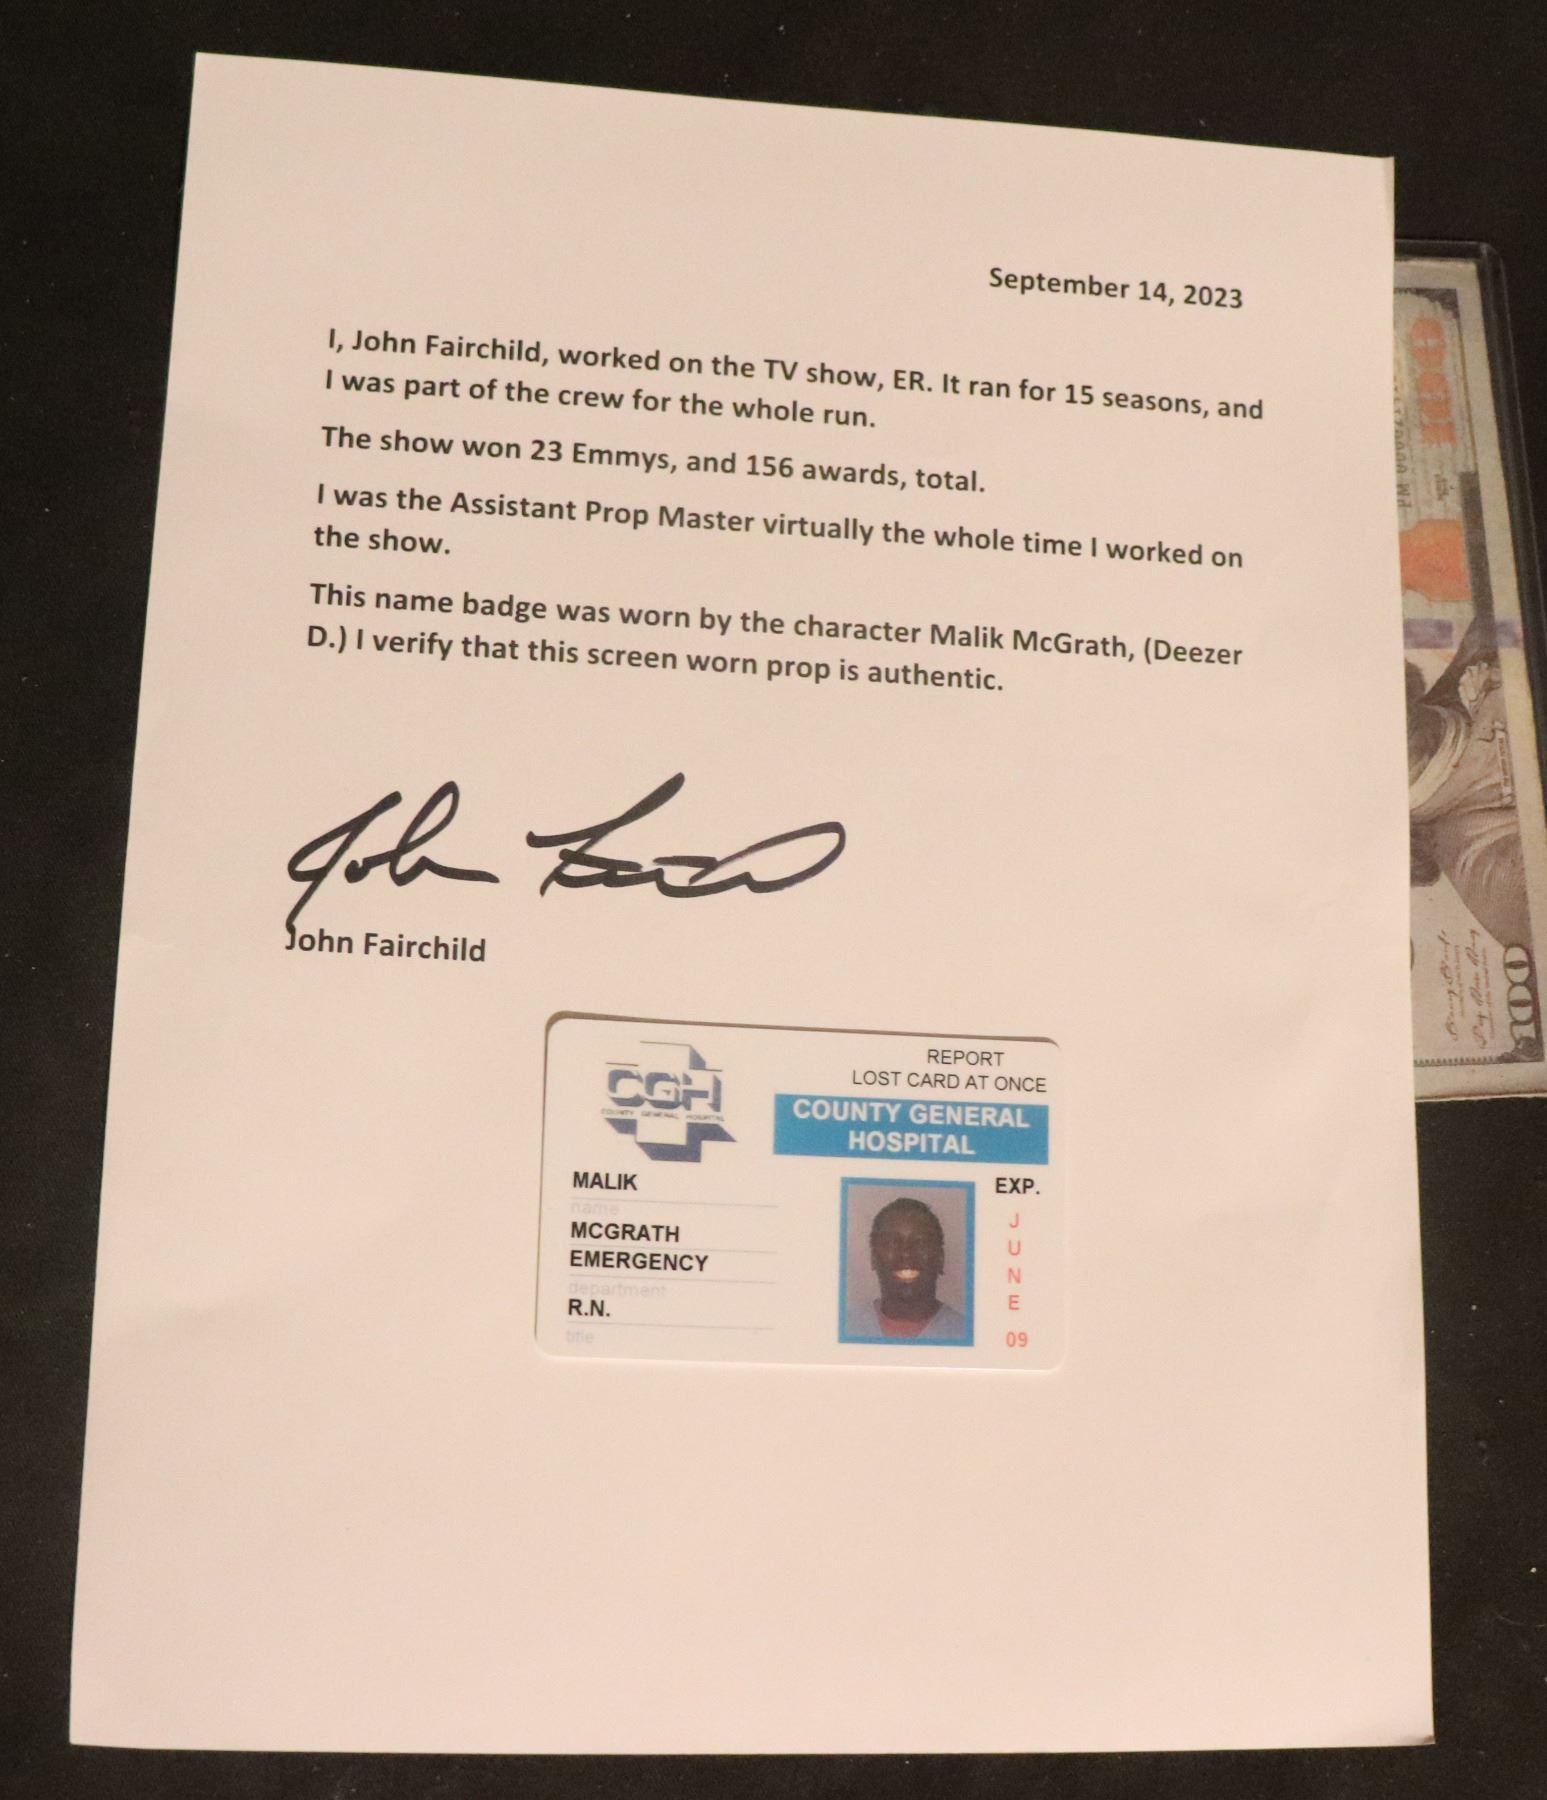 September 14, 2023
I, John Fairchild, worked on the TV show, ER. It ran for 15 seasons, and
I was part of the crew for the whole run.
The show won 23 Emmys, and 156 awards, total.
I was the Assistant Prop Master virtually the whole time I worked on
the show.
This name badge was worn by the character Malik McGrath, (Deezer
D.) I verify that this screen worn prop is authentic.
John Fairchild
CGH
COUNTY GENERAL HOSPITAL
REPORT
LOST CARD AT ONCE
COUNTY GENERAL
HOSPITAL
MALIK
name
MCGRATH
EMERGENCY
department
R.N.
title
EXP.
J
U
N
E
09
100